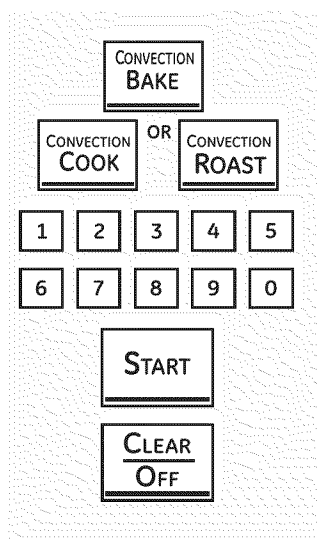 CONVECTION
BAKE
OR
CONVECTION
COOK
CONVECTION
ROAST
1 2 3 4 5
6 7 8 9 0
START
CLEAR
OFF